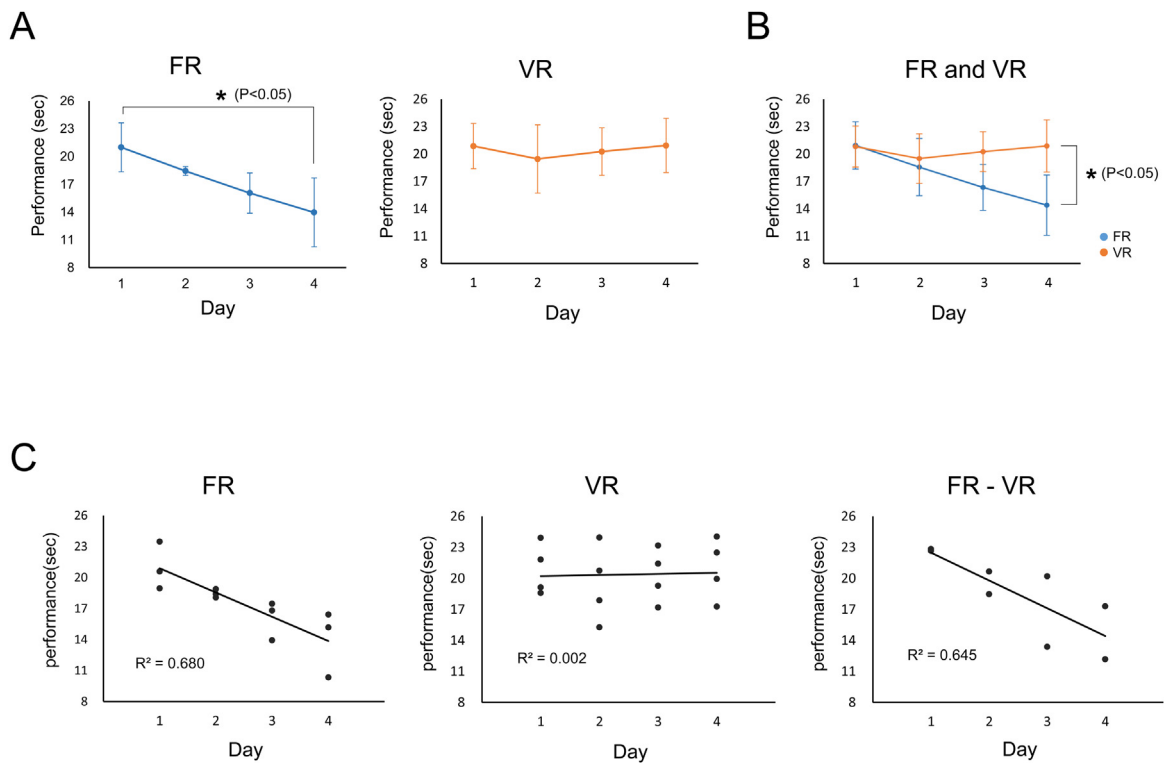 A
B
FR
VR
FR and VR
* (P<0.05)
Performance (sec)
26
23
20
17
14
11
8
1 2 3 4
Day
Performance (sec)
26
23
20
17
14
11
8
1 2 3 4
Day
Performance (sec)
26
23
20
17
14
11
8
1 2 3 4
Day
* (P<0.05)
FR
VR
C
FR
performance(sec)
26
23
20
17
14
11
8
R² = 0.680
1 2 3 4
Day
VR
performance(sec)
26
23
20
17
14
11
8
R² = 0.002
1 2 3 4
Day
FR - VR
performance(sec)
26
23
20
17
14
11
8
R² = 0.645
1 2 3 4
Day